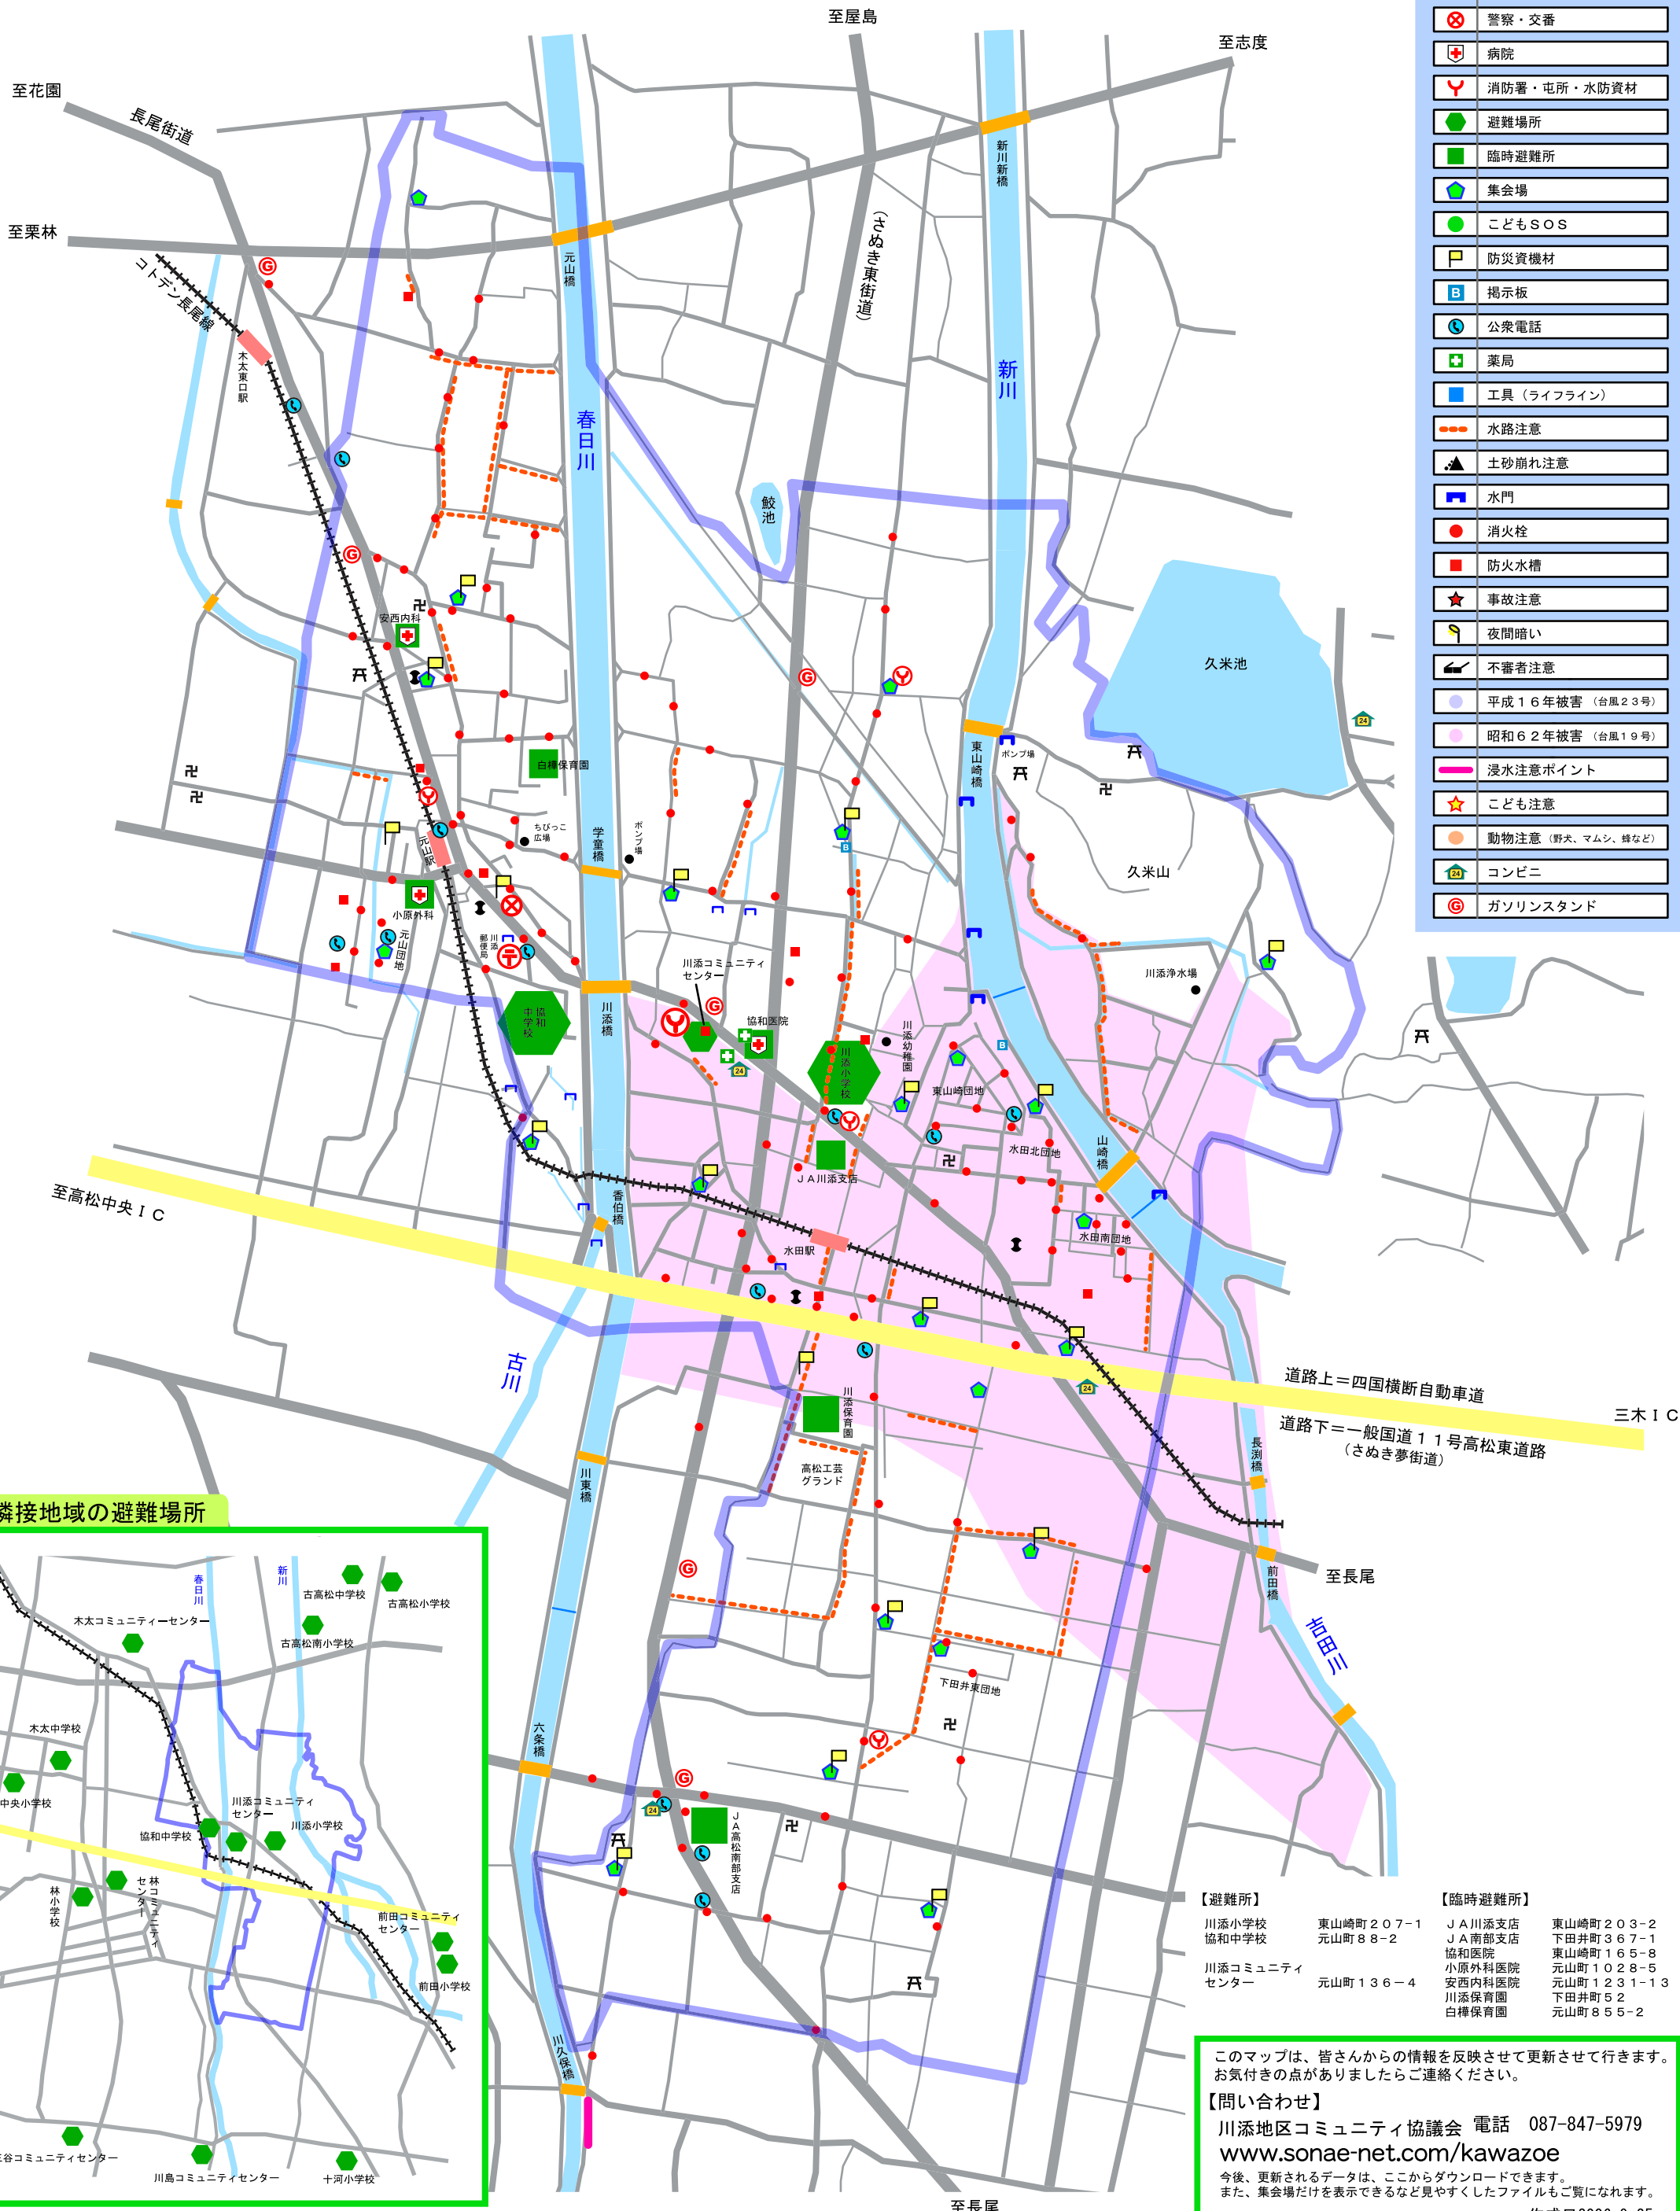 至屋島
至志度
至花園
長尾街道
至栗林
コトデン長尾線
木太東口駅
元山橋
新川新橋
（さぬき東街道）
新川
春日川
鮫池
久米池
安西内科
白樺保育園
ちびっこ
広場
ポンプ場
学童橋
東山崎橋
ポンプ場
久米山
元山駅
小原外科
元山団地
川添
郵便局
川添コミュニティ
センター
協和
中学校
川添橋
協和医院
川添小学校
川添幼稚園
川添浄水場
東山崎団地
水田北団地
山崎橋
ＪＡ川添支店
香伯橋
水田駅
水田南団地
至高松中央ＩＣ
古川
道路上＝四国横断自動車道
三木ＩＣ
道路下＝一般国道１１号高松東道路
（さぬき夢街道）
川添保育園
高松工芸
グランド
長渕橋
川東橋
前田橋
至長尾
吉田川
下田井東団地
六条橋
ＪＡ高松南部支店
川久保橋
至長尾
警察・交番
病院
消防署・屯所・水防資材
避難場所
臨時避難所
集会場
こどもＳＯＳ
防災資機材
B 掲示板
公衆電話
薬局
工具（ライフライン）
水路注意
土砂崩れ注意
水門
消火栓
防火水槽
事故注意
夜間暗い
不審者注意
平成１６年被害（台風２３号）
昭和６２年被害（台風１９号）
浸水注意ポイント
こども注意
動物注意（野犬、マムシ、蜂など）
24 コンビニ
G ガソリンスタンド
隣接地域の避難場所
春日川
新川
古高松中学校
古高松小学校
木太コミュニティーセンター
古高松南小学校
木太中学校
中央小学校
川添コミュニティ
センター
川添小学校
協和中学校
林小学校
林コミュニティ
センター
前田コミュニティ
センター
前田小学校
三谷コミュニティセンター
川島コミュニティセンター
十河小学校
【避難所】
川添小学校 東山崎町２０７-１
協和中学校 元山町８８-２
川添コミュニティ
センター 元山町１３６－４
【臨時避難所】
ＪＡ川添支店 東山崎町２０３-２
ＪＡ南部支店 下田井町３６７-１
協和医院 東山崎町１６５-８
小原外科医院 元山町１０２８-５
安西内科医院 元山町１２３１-１３
川添保育園 下田井町５２
白樺保育園 元山町８５５-２
このマップは、皆さんからの情報を反映させて更新させて行きます。
お気付きの点がありましたらご連絡ください。
【問い合わせ】
川添地区コミュニティ協議会 電話 087-847-5979
www.sonae-net.com/kawazoe
今後、更新されるデータは、ここからダウンロードできます。
また、集会場だけを表示できるなど見やすくしたファイルもご覧になれます。